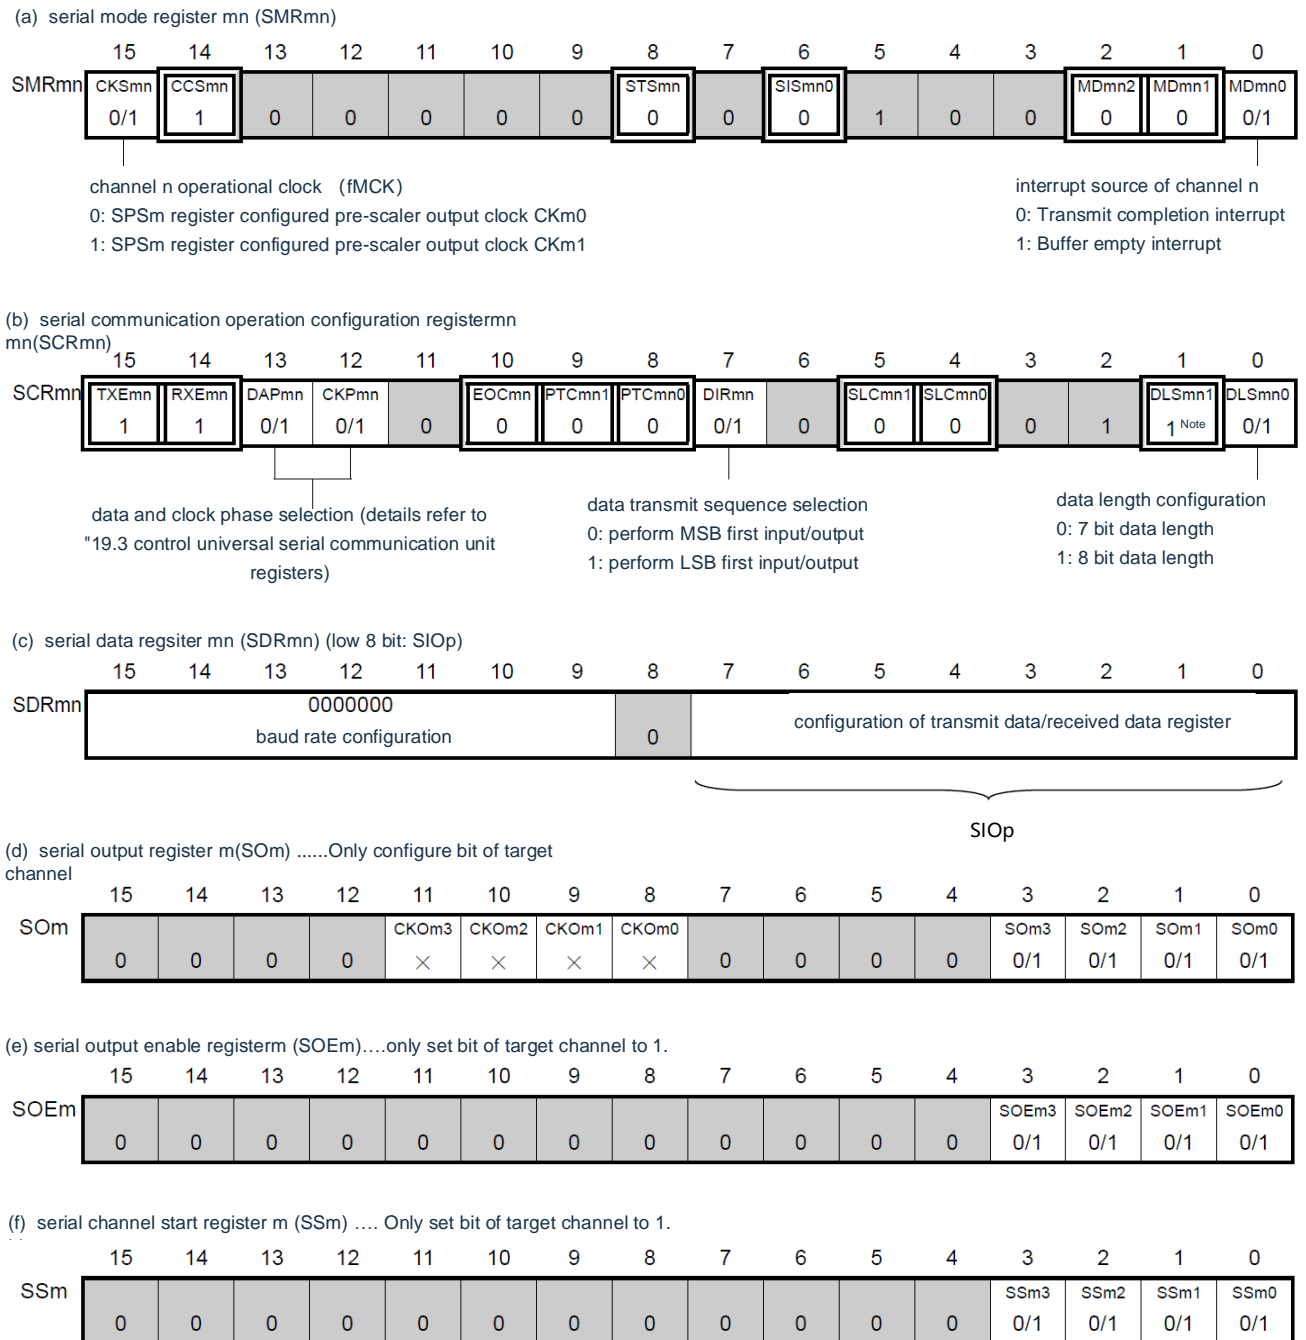 (a) serial mode register mn (SMRmn)
15 14 13 12 11 10 9 8 7 6 5 4 3 2 1 0
SMRmn CKSmn CCSmn STSmn SISmn0 MDmn2 MDmn1 MDmn0
0/1 1 0 0 0 0 0 0 0 0 1 0 0 0 0 0/1
channel n operational clock (fMCK)
0: SPSm register configured pre-scaler output clock CKm0
1: SPSm register configured pre-scaler output clock CKm1
interrupt source of channel n
0: Transmit completion interrupt
1: Buffer empty interrupt
(b) serial communication operation configuration registermn
mn(SCRmn)
15 14 13 12 11 10 9 8 7 6 5 4 3 2 1 0
SCRmn TXEmn RXEmn DAPmn CKPmn EOCmn PTCmn1 PTCmn0 DIRmn SLCmn1 SLCmn0 DLSmn1 DLSmn0
1 1 0/1 0/1 0 0 0 0 0/1 0 0 0 0 1 1 Note 0/1
data and clock phase selection (details refer to
"19.3 control universal serial communication unit
registers)
data transmit sequence selection
0: perform MSB first input/output
1: perform LSB first input/output
data length configuration
0: 7 bit data length
1: 8 bit data length
(c) serial data regsiter mn (SDRmn) (low 8 bit: SIOp)
15 14 13 12 11 10 9 8 7 6 5 4 3 2 1 0
SDRmn 0000000
baud rate configuration 0 configuration of transmit data/received data register
SIOp
(d) serial output register m(SOm) ......Only configure bit of target
channel
15 14 13 12 11 10 9 8 7 6 5 4 3 2 1 0
SOm CKOm3 CKOm2 CKOm1 CKOm0 SOm3 SOm2 SOm1 SOm0
0 0 0 0 × × × × 0 0 0 0 0/1 0/1 0/1 0/1
(e) serial output enable registerm (SOEm)....only set bit of target channel to 1.
15 14 13 12 11 10 9 8 7 6 5 4 3 2 1 0
SOEm SOEm3 SOEm2 SOEm1 SOEm0
0 0 0 0 0 0 0 0 0 0 0 0 0/1 0/1 0/1 0/1
(f) serial channel start register m (SSm) .... Only set bit of target channel to 1.
15 14 13 12 11 10 9 8 7 6 5 4 3 2 1 0
SSm SSm3 SSm2 SSm1 SSm0
0 0 0 0 0 0 0 0 0 0 0 0 0/1 0/1 0/1 0/1